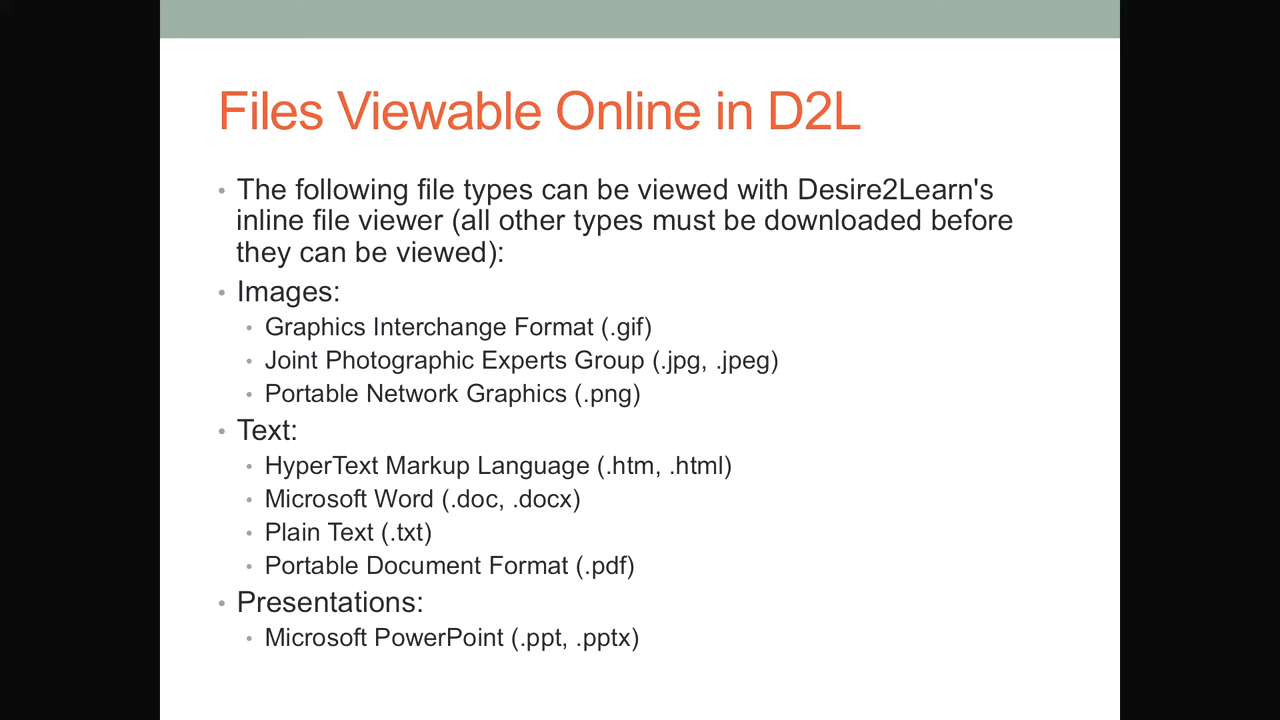 Files Viewable Online in D2L
• The following file types can be viewed with Desire2Learn's
inline file viewer (all other types must be downloaded before
they can be viewed):
• Images:
• Graphics Interchange Format (.gif)
• Joint Photographic Experts Group (.jpg, .jpeg)
• Portable Network Graphics (.png)
• Text:
• HyperText Markup Language (.htm, .html)
• Microsoft Word (.doc, .docx)
• Plain Text (.txt)
• Portable Document Format (.pdf)
• Presentations:
• Microsoft PowerPoint (.ppt, .pptx)